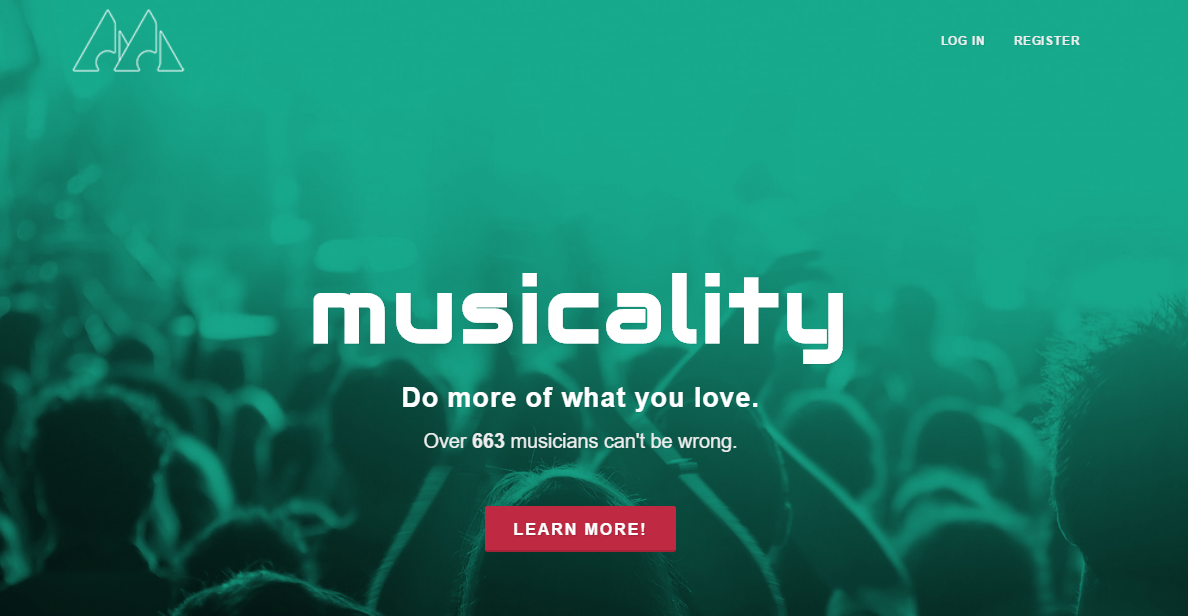 LOG IN REGISTER
musicality
Do more of what you love.
Over 663 musicians can't be wrong.
LEARN MORE!